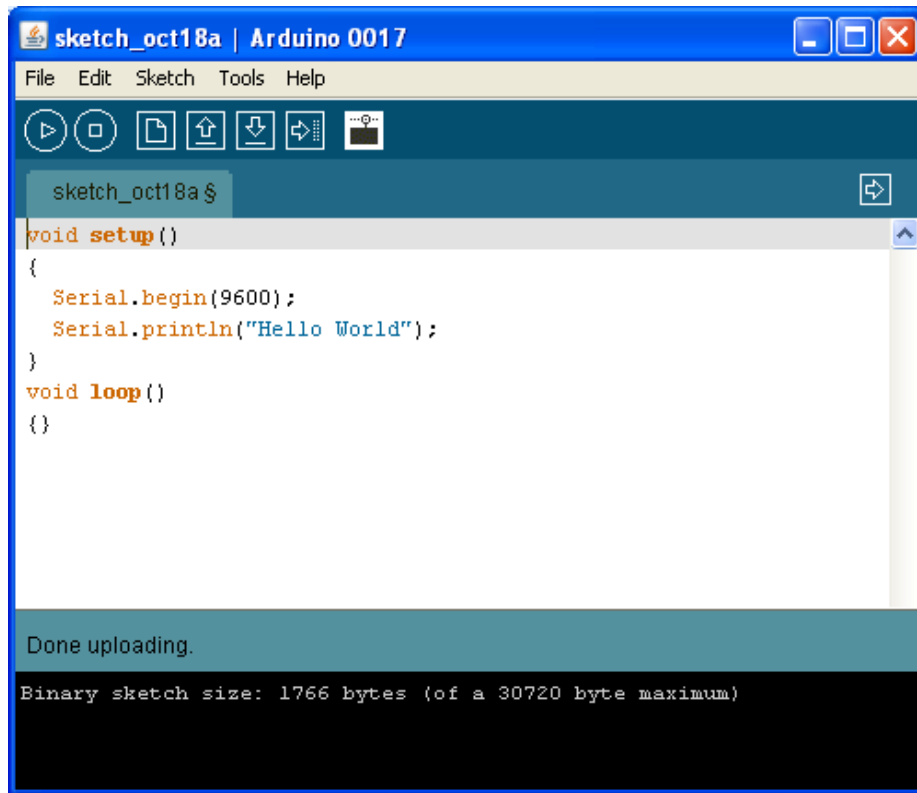 sketch_oct18a | Arduino 0017
File Edit Sketch Tools Help
sketch_oct18a §
void setup()
{
  Serial.begin(9600);
  Serial.println("Hello World");
}
void loop()
{}
Done uploading.
Binary sketch size: 1766 bytes (of a 30720 byte maximum)